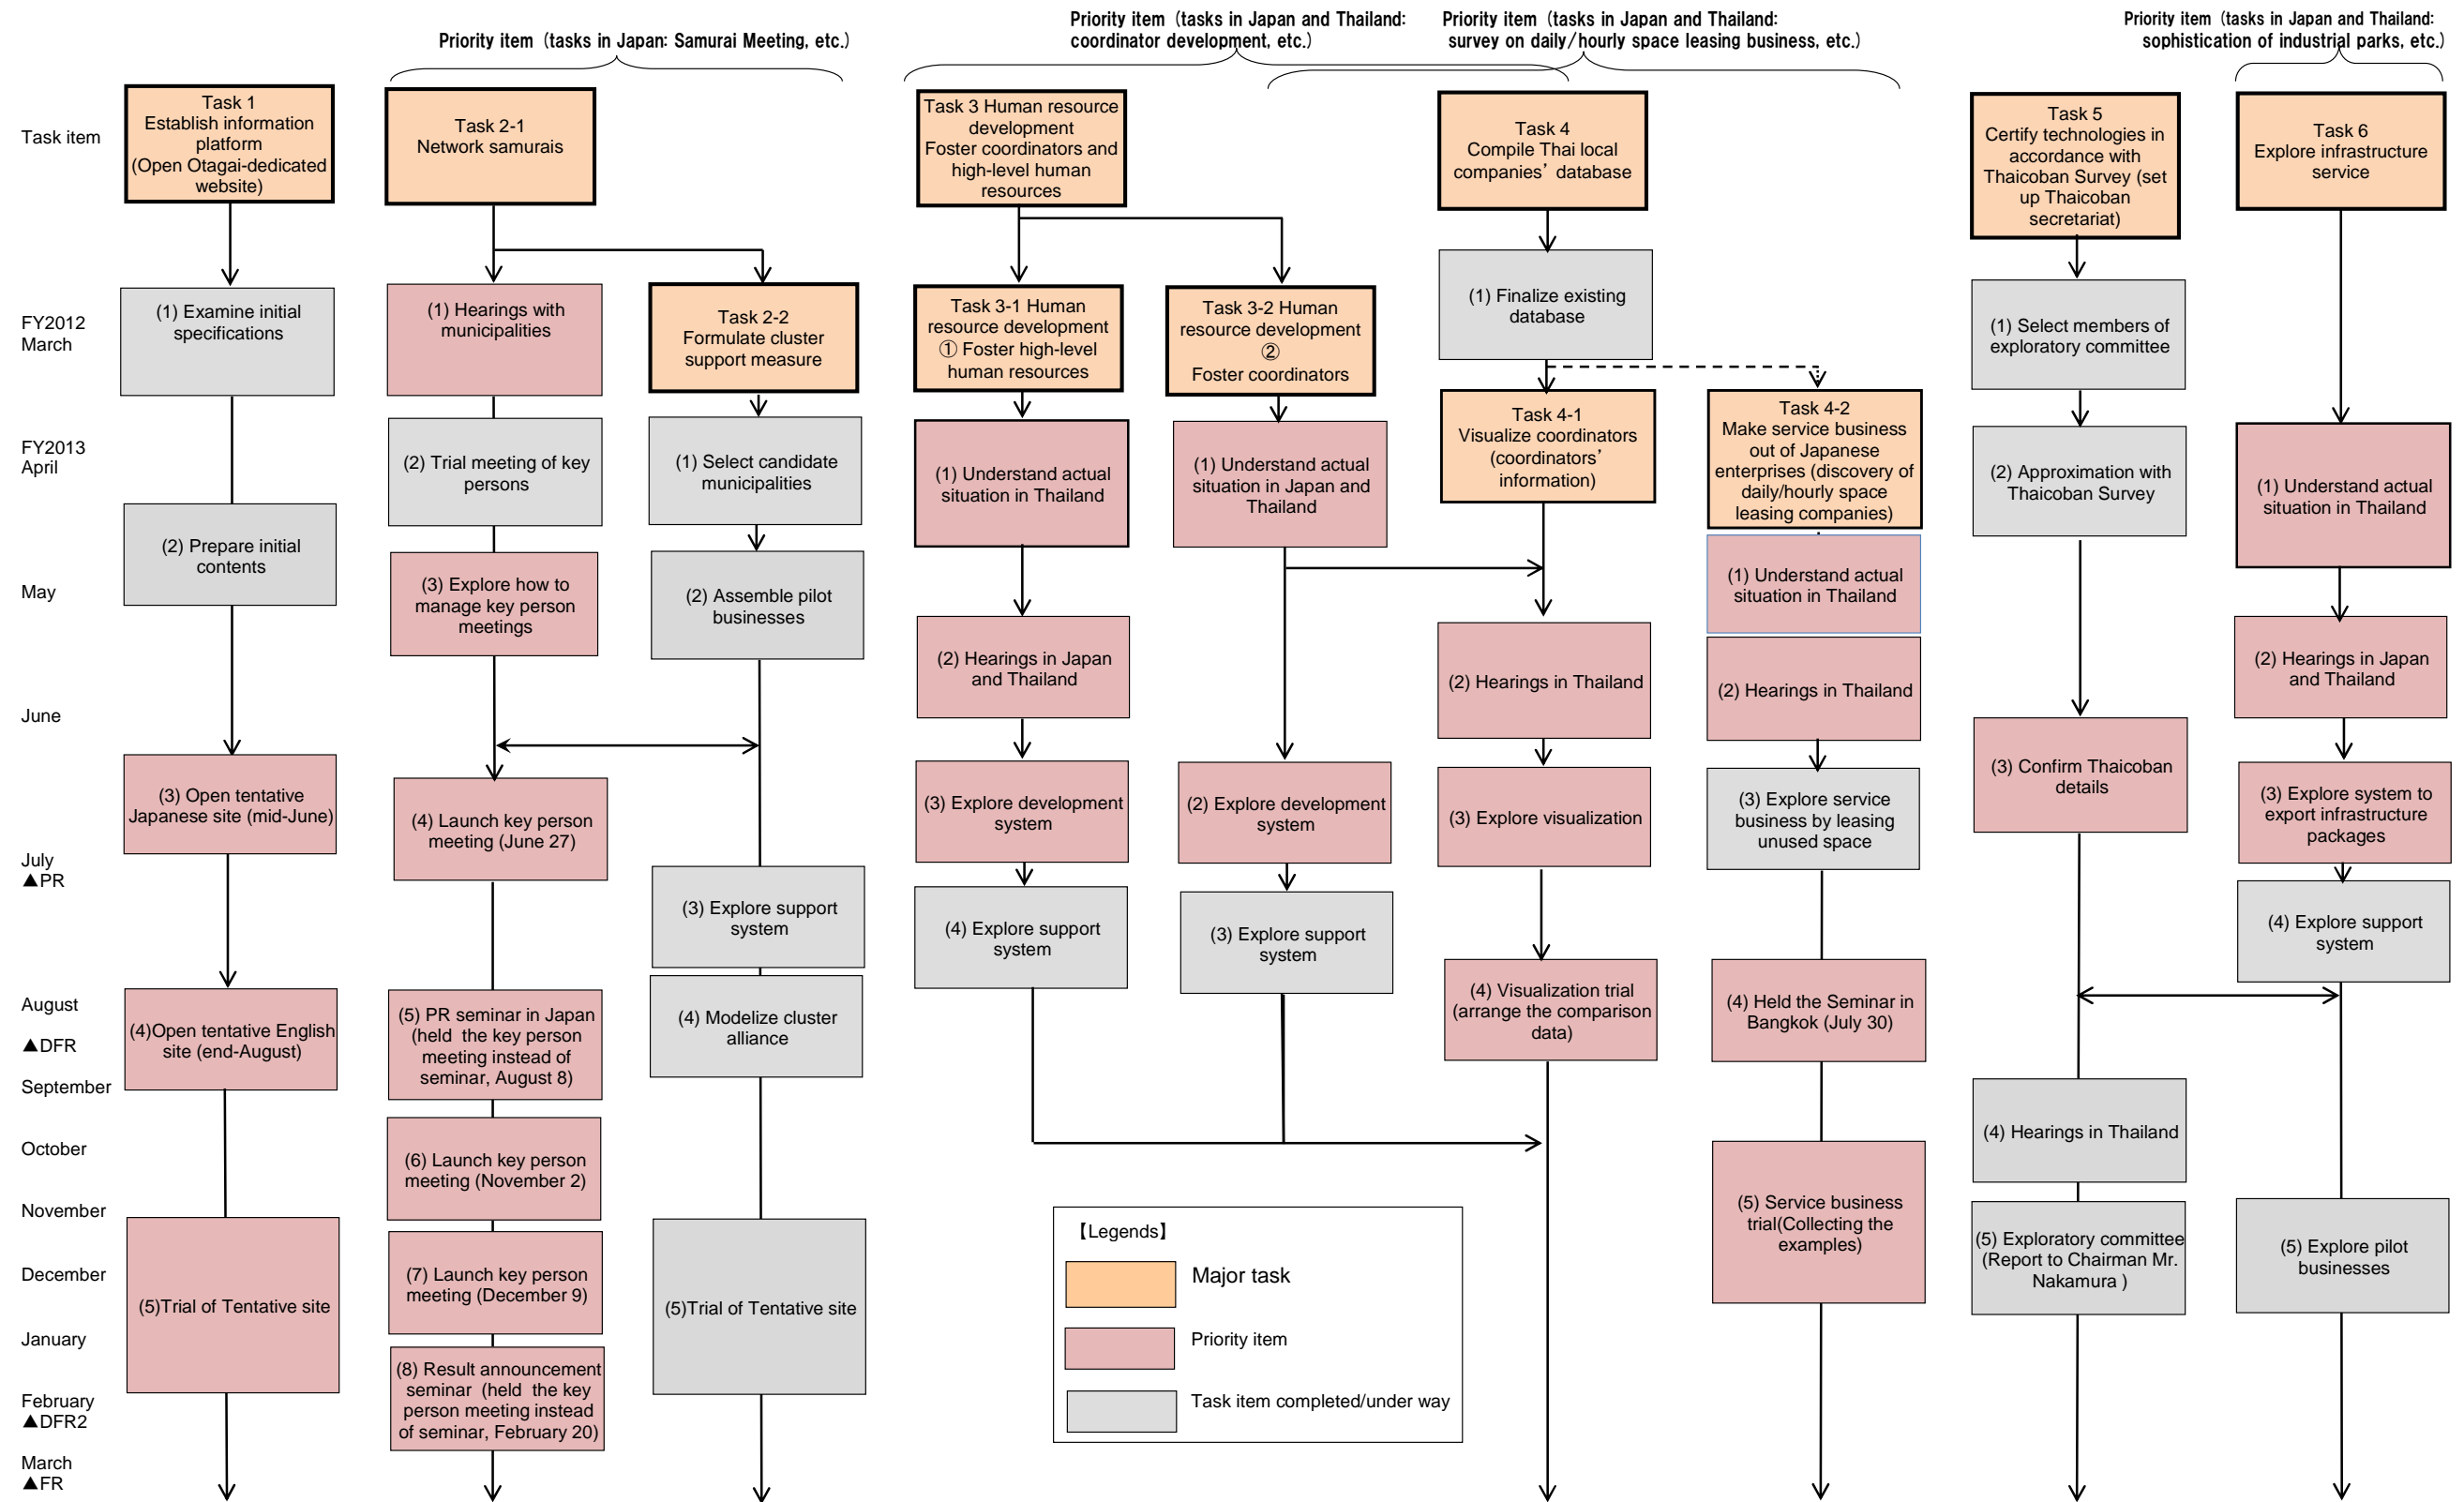 Priority item (tasks in Japan: Samurai Meeting, etc.)
Priority item (tasks in Japan and Thailand:
coordinator development, etc.)
Priority item (tasks in Japan and Thailand:
survey on daily/hourly space leasing business, etc.)
Priority item (tasks in Japan and Thailand:
sophistication of industrial parks, etc.)
Task item
FY2012
March
FY2013
April
May
June
July
▲PR
August
▲DFR
September
October
November
December
January
February
▲DFR2
March
▲FR
Task 1
Establish information
platform
(Open Otagai-dedicated
website)
(1) Examine initial
specifications
(2) Prepare initial
contents
(3) Open tentative
Japanese site (mid-June)
(4)Open tentative English
site (end-August)
(5)Trial of Tentative site
Task 2-1
Network samurais
(1) Hearings with
municipalities
(2) Trial meeting of key
persons
(3) Explore how to
manage key person
meetings
(4) Launch key person
meeting (June 27)
(5) PR seminar in Japan
(held the key person
meeting instead of
seminar, August 8)
(6) Launch key person
meeting (November 2)
(7) Launch key person
meeting (December 9)
(8) Result announcement
seminar (held the key
person meeting instead
of seminar, February 20)
Task 2-2
Formulate cluster
support measure
(1) Select candidate
municipalities
(2) Assemble pilot
businesses
(3) Explore support
system
(4) Modelize cluster
alliance
(5)Trial of Tentative site
Task 3 Human resource
development
Foster coordinators and
high-level human
resources
Task 3-1 Human
resource development
① Foster high-level
human resources
(1) Understand actual
situation in Thailand
(2) Hearings in Japan
and Thailand
(3) Explore development
system
(4) Explore support
system
Task 3-2 Human
resource development
②
Foster coordinators
(1) Understand actual
situation in Japan and
Thailand
(2) Explore development
system
(3) Explore support
system
Task 4
Compile Thai local
companies’ database
(1) Finalize existing
database
Task 4-1
Visualize coordinators
(coordinators’
information)
(2) Hearings in Thailand
(3) Explore visualization
(4) Visualization trial
(arrange the comparison
data)
Task 4-2
Make service business
out of Japanese
enterprises (discovery of
daily/hourly space
leasing companies)
(1) Understand actual
situation in Thailand
(2) Hearings in Thailand
(3) Explore service
business by leasing
unused space
(4) Held the Seminar in
Bangkok (July 30)
(5) Service business
trial(Collecting the
examples)
Task 5
Certify technologies in
accordance with
Thaicoban Survey (set
up Thaicoban
secretariat)
(1) Select members of
exploratory committee
(2) Approximation with
Thaicoban Survey
(3) Confirm Thaicoban
details
(4) Hearings in Thailand
(5) Exploratory committee
(Report to Chairman Mr.
Nakamura )
Task 6
Explore infrastructure
service
(1) Understand actual
situation in Thailand
(2) Hearings in Japan
and Thailand
(3) Explore system to
export infrastructure
packages
(4) Explore support
system
(5) Explore pilot
businesses
【Legends】
Major task
Priority item
Task item completed/under way